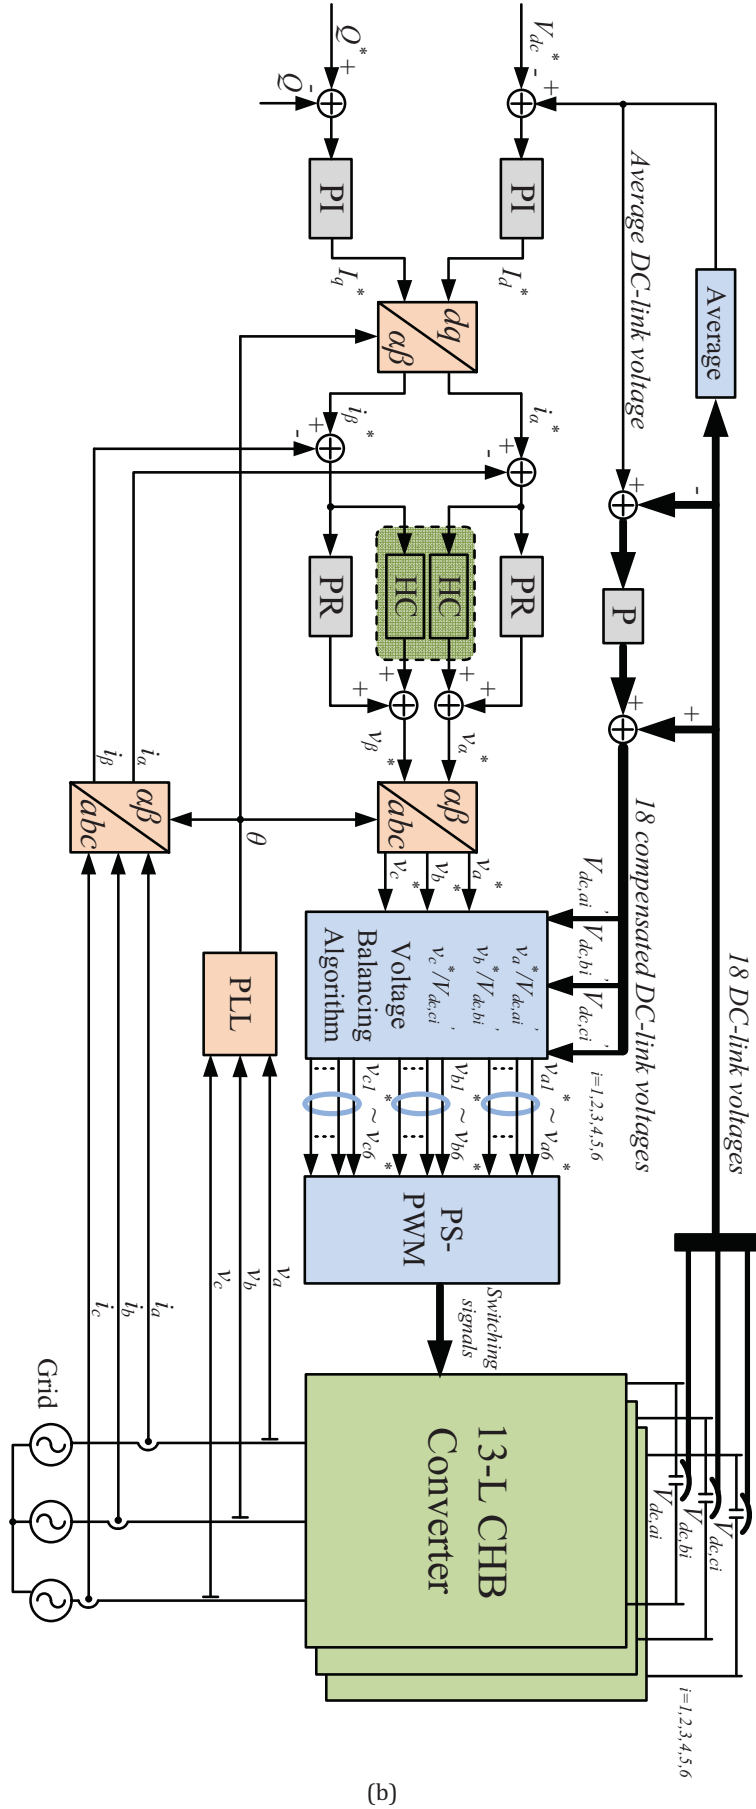 18 DC-link voltages
Average
Average DC-link voltage
- +
+ P +
18 compensated DC-link voltages
V_dc* - +
PI
I_d*
Q* + -
Q
PI
I_q*
dq
αβ
i_α*
+ -
i_β*
+ -
PR
HC
HC
PR
+ +
+ +
v_α*
v_β*
αβ
abc
v_a*
v_b*
v_c*
V_dc,ai' V_dc,bi' V_dc,ci'
i=1,2,3,4,5,6
v_a*/V_dc,ai'
v_b*/V_dc,bi'
v_c*/V_dc,ci'
Voltage
Balancing
Algorithm
v_a1* ~ v_a6*
v_b1* ~ v_b6*
v_c1* ~ v_c6*
PS-
PWM
Switching
signals
13-L CHB
Converter
V_dc,ai
V_dc,bi
V_dc,ci
i=1,2,3,4,5,6
θ
PLL
v_a
v_b
v_c
i_α
i_β
αβ
abc
i_a
i_b
i_c
Grid
(b)